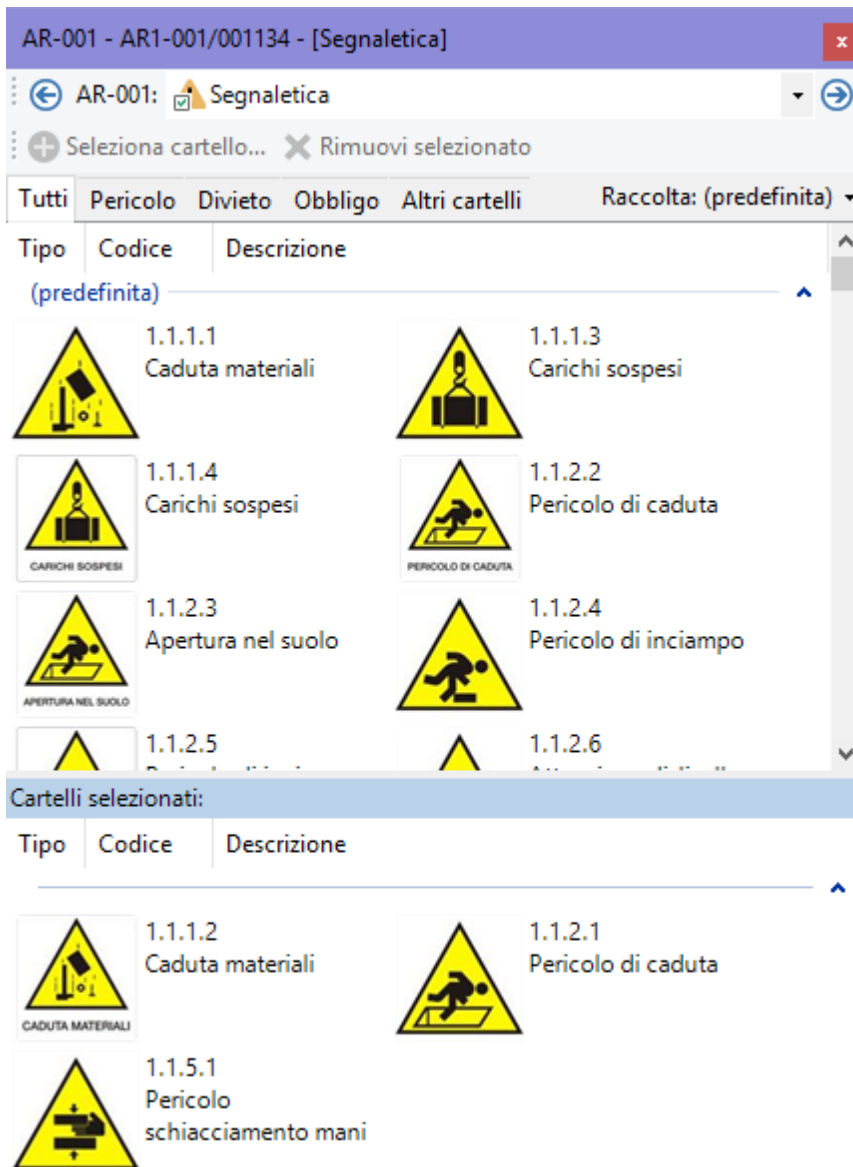 AR-001 - AR1-001/001134 - [Segnaletica]
x
AR-001: Segnaletica
Seleziona cartello... Rimuovi selezionato
Tutti Pericolo Divieto Obbligo Altri cartelli Raccolta: (predefinita)
Tipo Codice Descrizione
(predefinita)
1.1.1.1
Caduta materiali
1.1.1.3
Carichi sospesi
1.1.1.4
Carichi sospesi
CARICHI SOSPESI
1.1.2.2
Pericolo di caduta
PERICOLO DI CADUTA
1.1.2.3
Apertura nel suolo
APERTURA NEL SUOLO
1.1.2.4
Pericolo di inciampo
1.1.2.5
1.1.2.6
Cartelli selezionati:
Tipo Codice Descrizione
1.1.1.2
Caduta materiali
CADUTA MATERIALI
1.1.2.1
Pericolo di caduta
1.1.5.1
Pericolo
schiacciamento mani